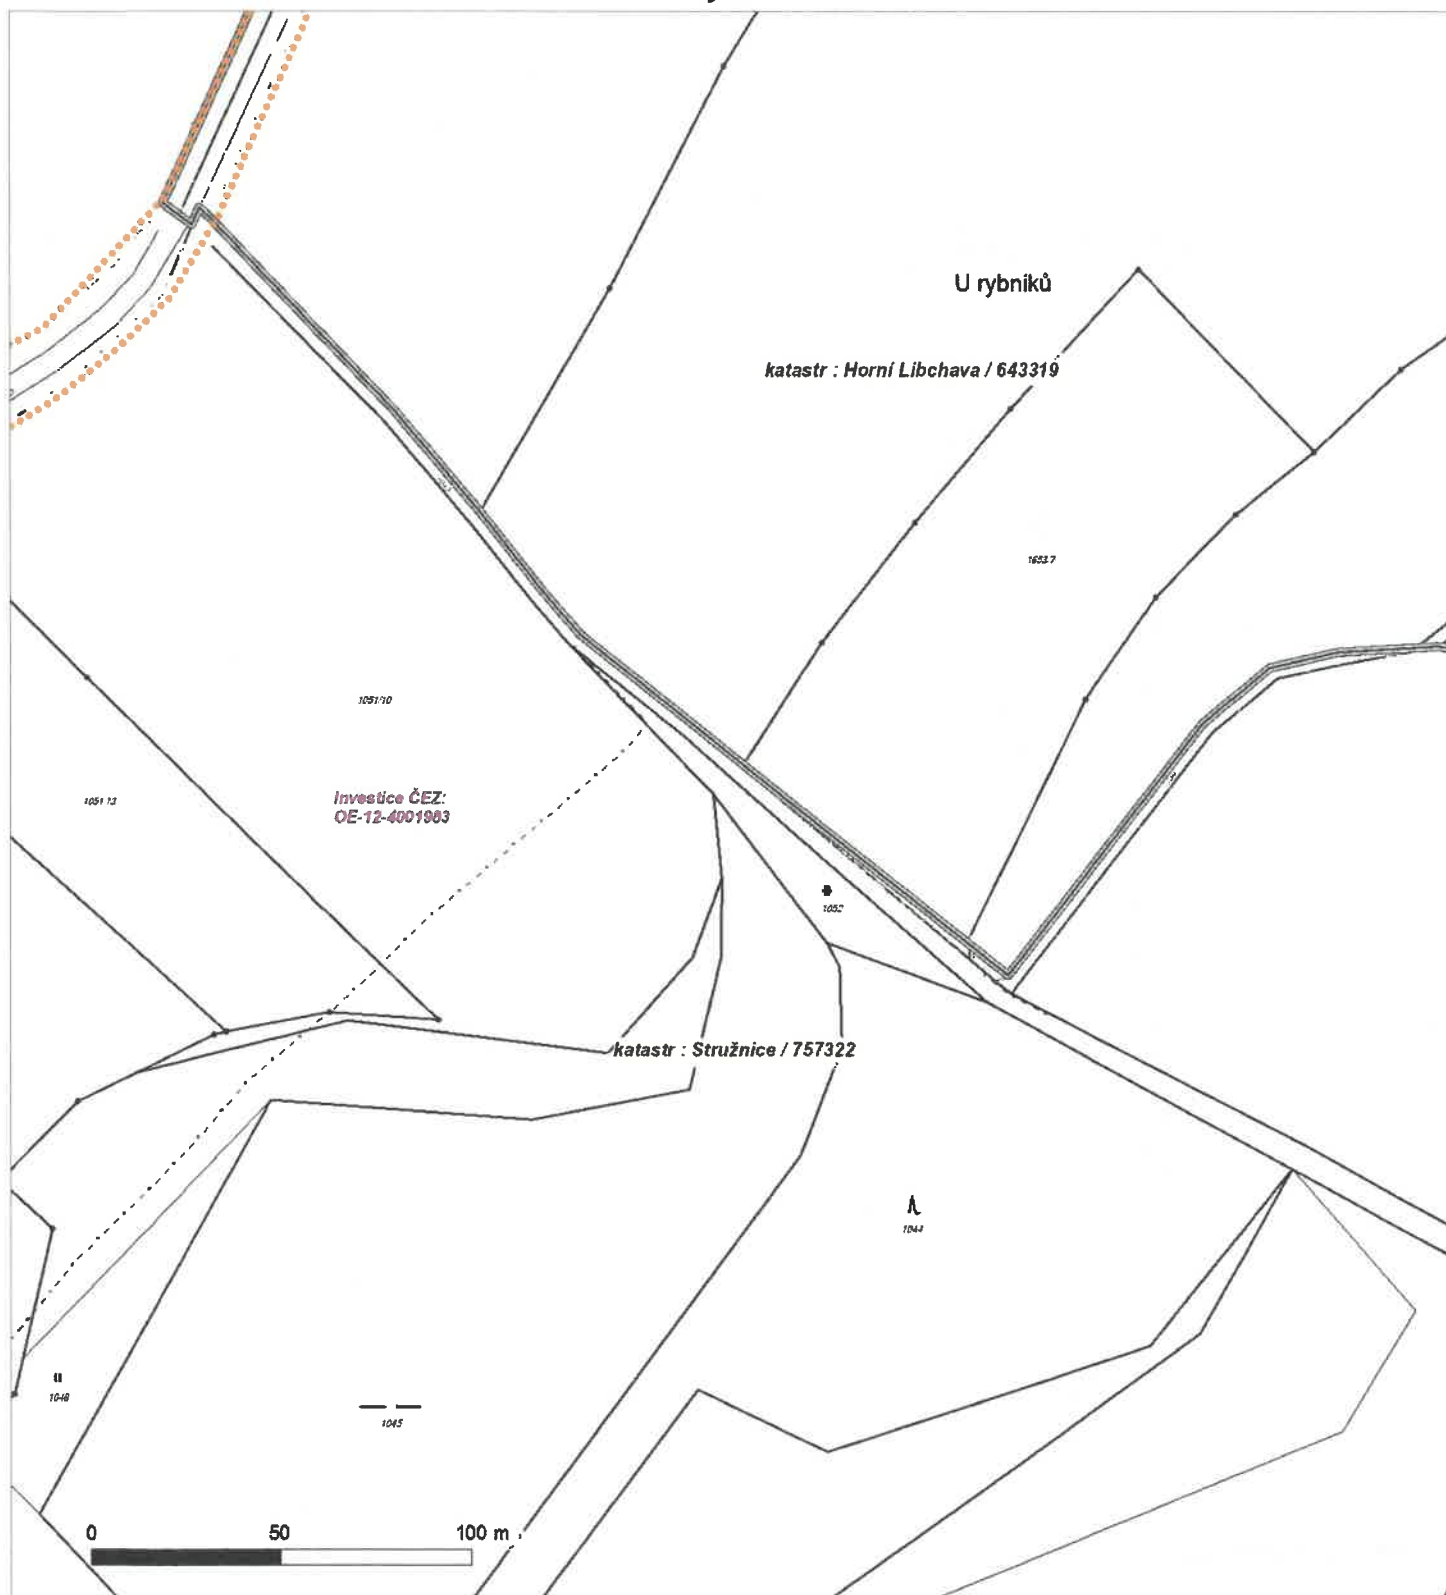 U rybníků
katastr : Horní Libchava / 643319
1653/7
1051/10
1051/13
Investice ČEZ:
OE-12-4001983
1052
katastr : Stružnice / 757322
1044
1045
0 50 100 m